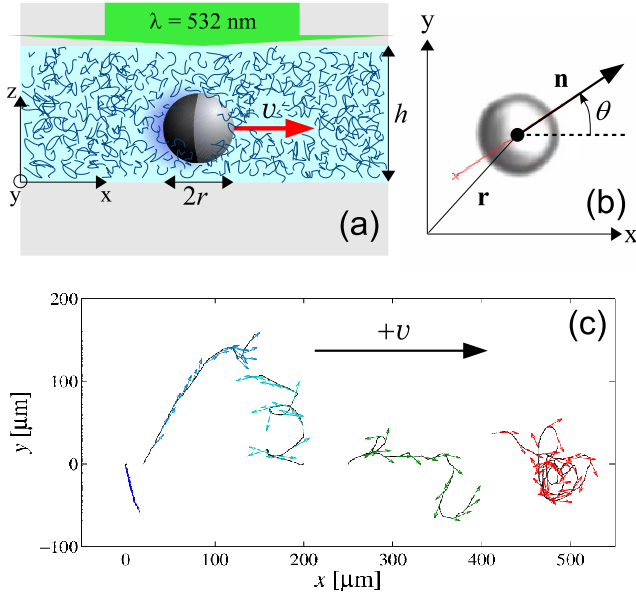 λ = 532 nm
z
v
h
y
x
2r
(a)
y
n
θ
r
(b)
x
200
100
0
−100
y [μm]
+v
(c)
0
100
200
300
400
500
x [μm]